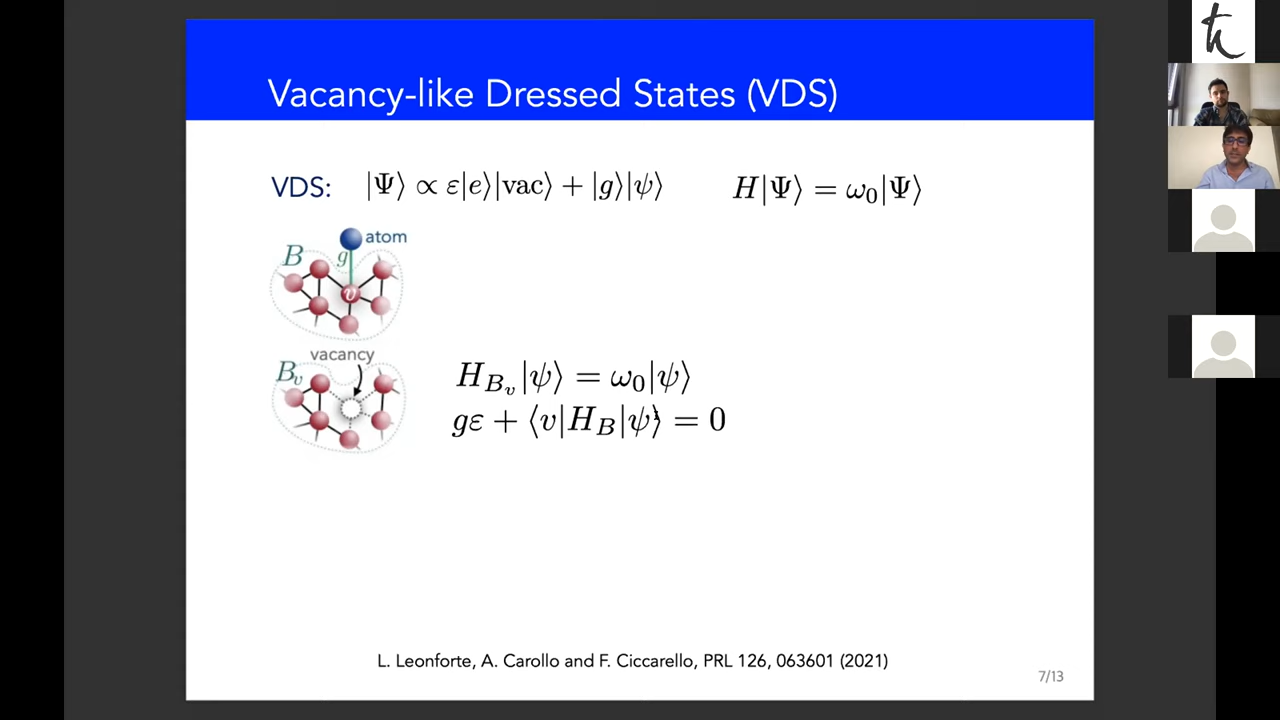 Vacancy-like Dressed States (VDS)
VDS: |Ψ⟩ ∝ ε|e⟩|vac⟩ + |g⟩|ψ⟩ H|Ψ⟩ = ω₀|Ψ⟩
atom
B g
v
vacancy
B_v
H_{B_v}|ψ⟩ = ω₀|ψ⟩
gε + ⟨v|H_B|ψ⟩ = 0
L. Leonforte, A. Carollo and F. Ciccarello, PRL 126, 063601 (2021)
7/13